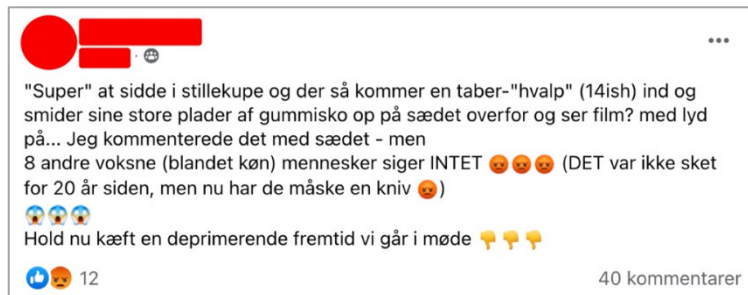 "Super" at sidde i stillekupe og der så kommer en taber-"hvalp" (14ish) ind og
smider sine store plader af gummisko op på sædet overfor og ser film? med lyd
på... Jeg kommenterede det med sædet - men
8 andre voksne (blandet køn) mennesker siger INTET 😡😡😡 (DET var ikke sket
for 20 år siden, men nu har de måske en kniv 😡)
😱😱😱
Hold nu kæft en deprimerende fremtid vi går i møde 👎👎👎
12
40 kommentarer